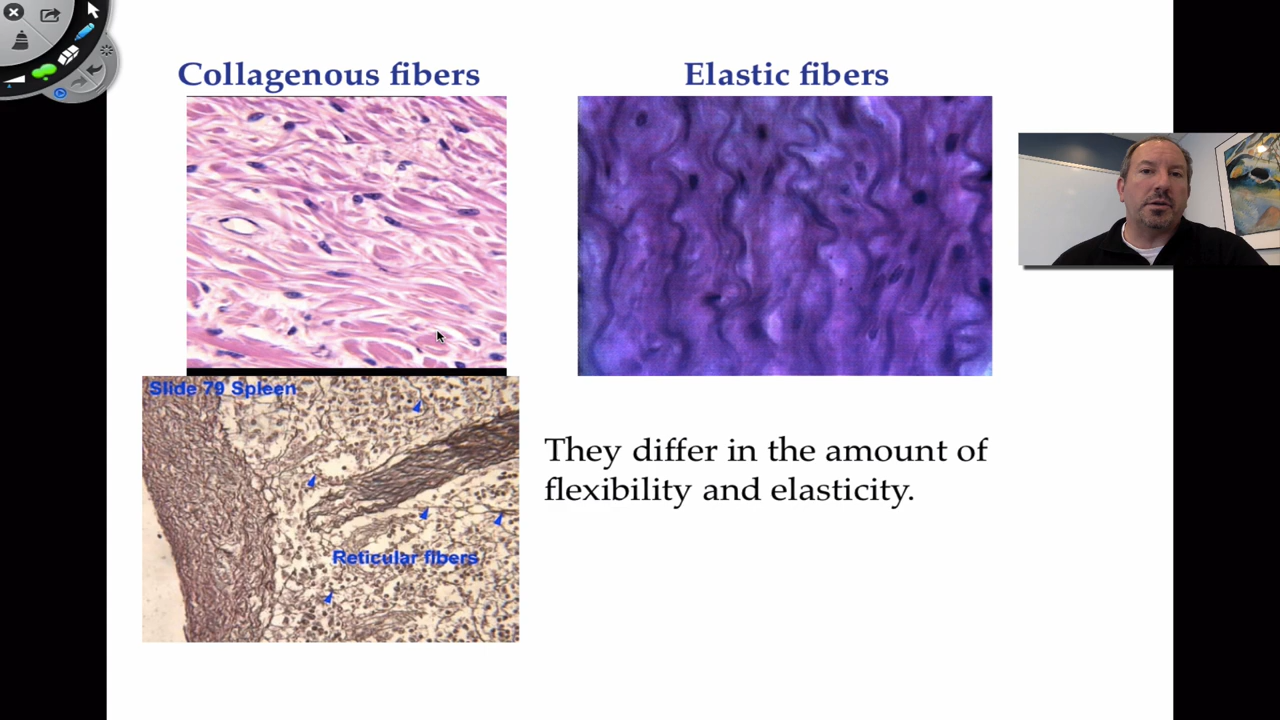 Collagenous fibers
Elastic fibers
Slide 79 Spleen
Reticular fibers
They differ in the amount of
flexibility and elasticity.